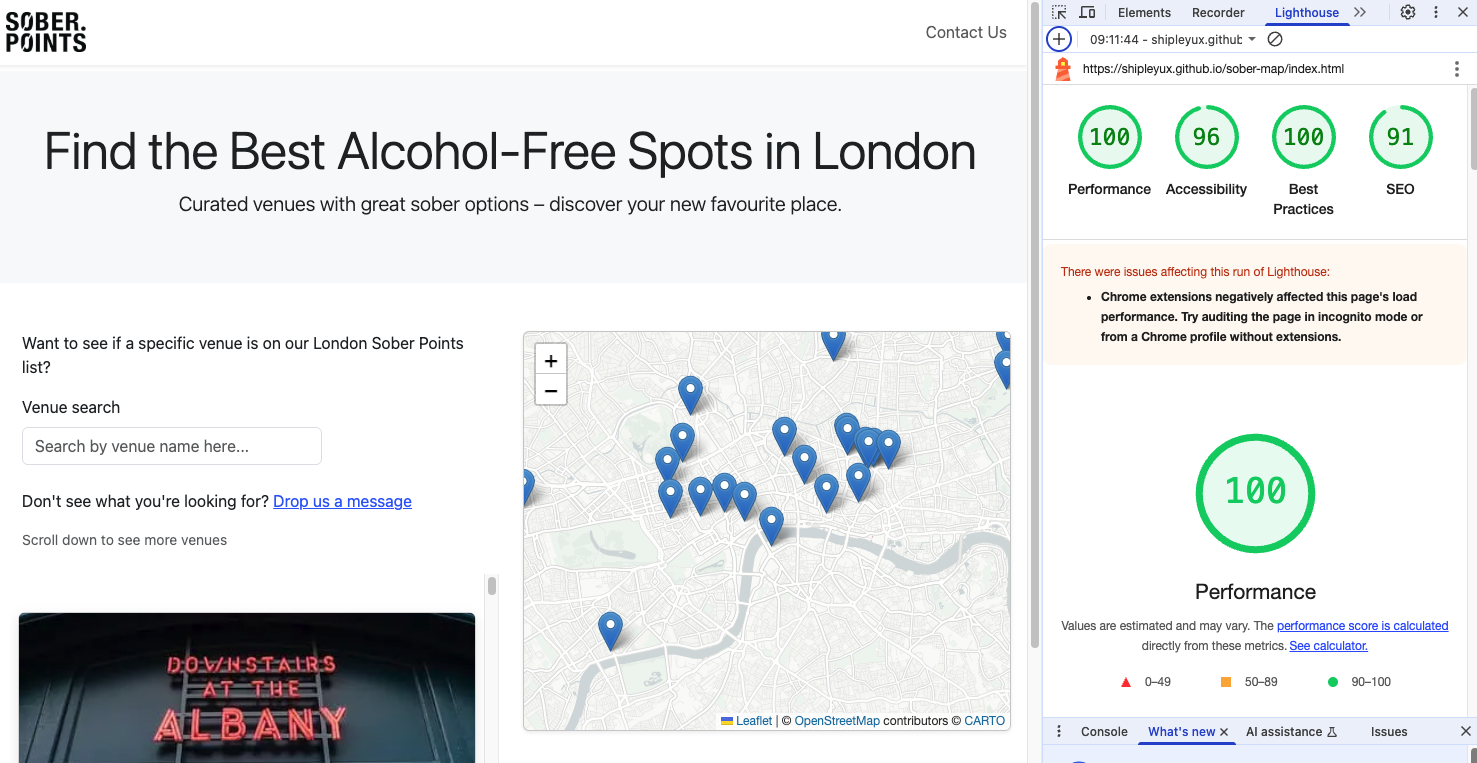 SOBER.
POINTS
Contact Us
Find the Best Alcohol-Free Spots in London
Curated venues with great sober options – discover your new favourite place.
Want to see if a specific venue is on our London Sober Points
list?
Venue search
Search by venue name here...
Don't see what you're looking for? Drop us a message
Scroll down to see more venues
DOWNSTAIRS
AT THE
ALBANY
+
−
Leaflet | © OpenStreetMap contributors © CARTO
Elements Recorder Lighthouse
09:11:44 - shipleyux.github
https://shipleyux.github.io/sober-map/index.html
100 96 100 91
Performance Accessibility Best Practices SEO
There were issues affecting this run of Lighthouse:
• Chrome extensions negatively affected this page's load
performance. Try auditing the page in incognito mode or
from a Chrome profile without extensions.
100
Performance
Values are estimated and may vary. The performance score is calculated
directly from these metrics. See calculator.
0–49 50–89 90–100
Console What's new AI assistance Issues